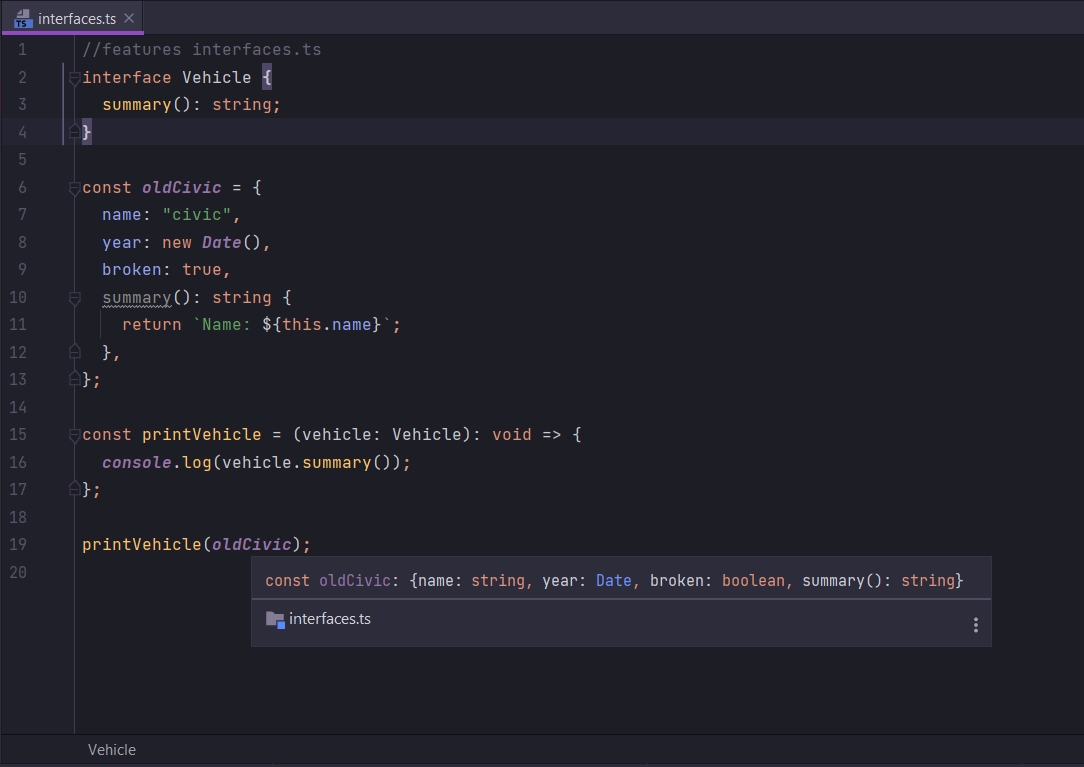 interfaces.ts
1 //features interfaces.ts
2 interface Vehicle {
3   summary(): string;
4 }
5
6 const oldCivic = {
7   name: "civic",
8   year: new Date(),
9   broken: true,
10   summary(): string {
11     return `Name: ${this.name}`;
12   },
13 };
14
15 const printVehicle = (vehicle: Vehicle): void => {
16   console.log(vehicle.summary());
17 };
18
19 printVehicle(oldCivic);
20
const oldCivic: {name: string, year: Date, broken: boolean, summary(): string}
interfaces.ts
Vehicle